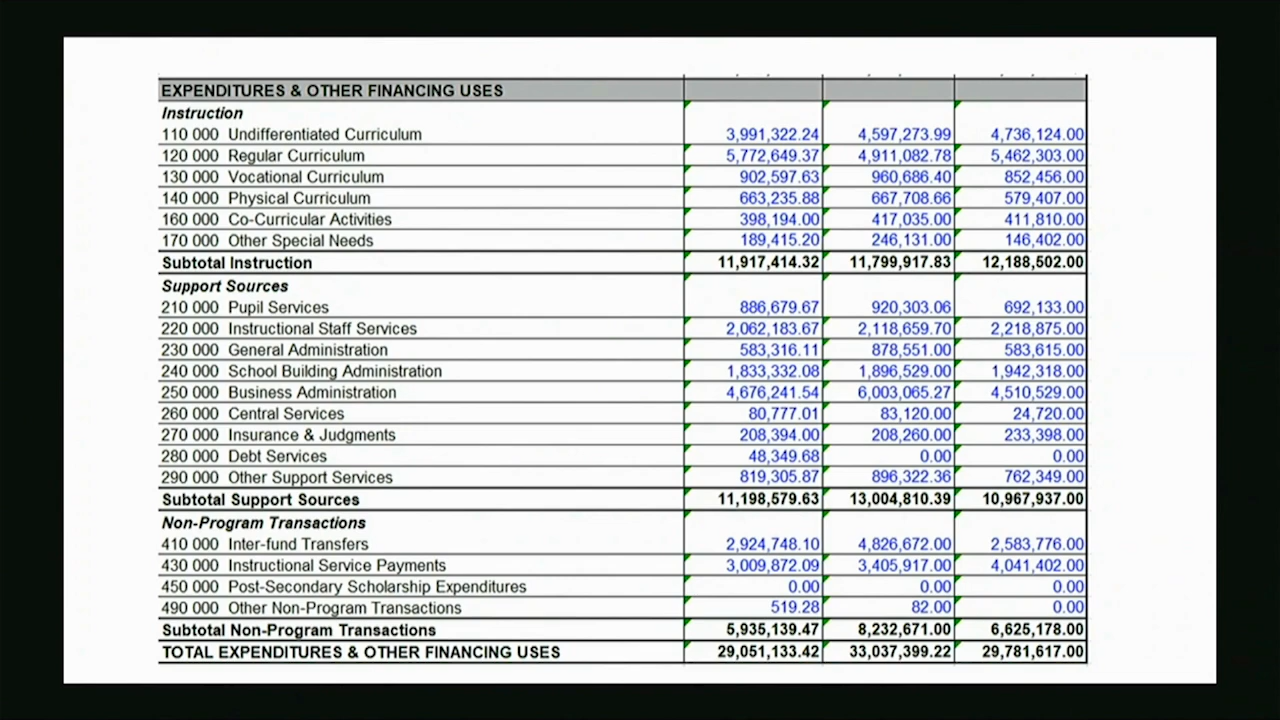 EXPENDITURES & OTHER FINANCING USES
Instruction
110 000 Undifferentiated Curriculum 3,991,322.24 4,597,273.99 4,736,124.00
120 000 Regular Curriculum 5,772,649.37 4,911,082.78 5,462,303.00
130 000 Vocational Curriculum 902,597.63 960,686.40 852,456.00
140 000 Physical Curriculum 663,235.88 667,708.66 579,407.00
160 000 Co-Curricular Activities 398,194.00 417,035.00 411,810.00
170 000 Other Special Needs 189,415.20 246,131.00 146,402.00
Subtotal Instruction 11,917,414.32 11,799,917.83 12,188,502.00
Support Sources
210 000 Pupil Services 886,679.67 920,303.06 692,133.00
220 000 Instructional Staff Services 2,062,183.67 2,118,659.70 2,218,875.00
230 000 General Administration 583,316.11 878,551.00 583,615.00
240 000 School Building Administration 1,833,332.08 1,896,529.00 1,942,318.00
250 000 Business Administration 4,676,241.54 6,003,065.27 4,510,529.00
260 000 Central Services 80,777.01 83,120.00 24,720.00
270 000 Insurance & Judgments 208,394.00 208,260.00 233,398.00
280 000 Debt Services 48,349.68 0.00 0.00
290 000 Other Support Services 819,305.87 896,322.36 762,349.00
Subtotal Support Sources 11,198,579.63 13,004,810.39 10,967,937.00
Non-Program Transactions
410 000 Inter-fund Transfers 2,924,748.10 4,826,672.00 2,583,776.00
430 000 Instructional Service Payments 3,009,872.09 3,405,917.00 4,041,402.00
450 000 Post-Secondary Scholarship Expenditures 0.00 0.00 0.00
490 000 Other Non-Program Transactions 519.28 82.00 0.00
Subtotal Non-Program Transactions 5,935,139.47 8,232,671.00 6,625,178.00
TOTAL EXPENDITURES & OTHER FINANCING USES 29,051,133.42 33,037,399.22 29,781,617.00